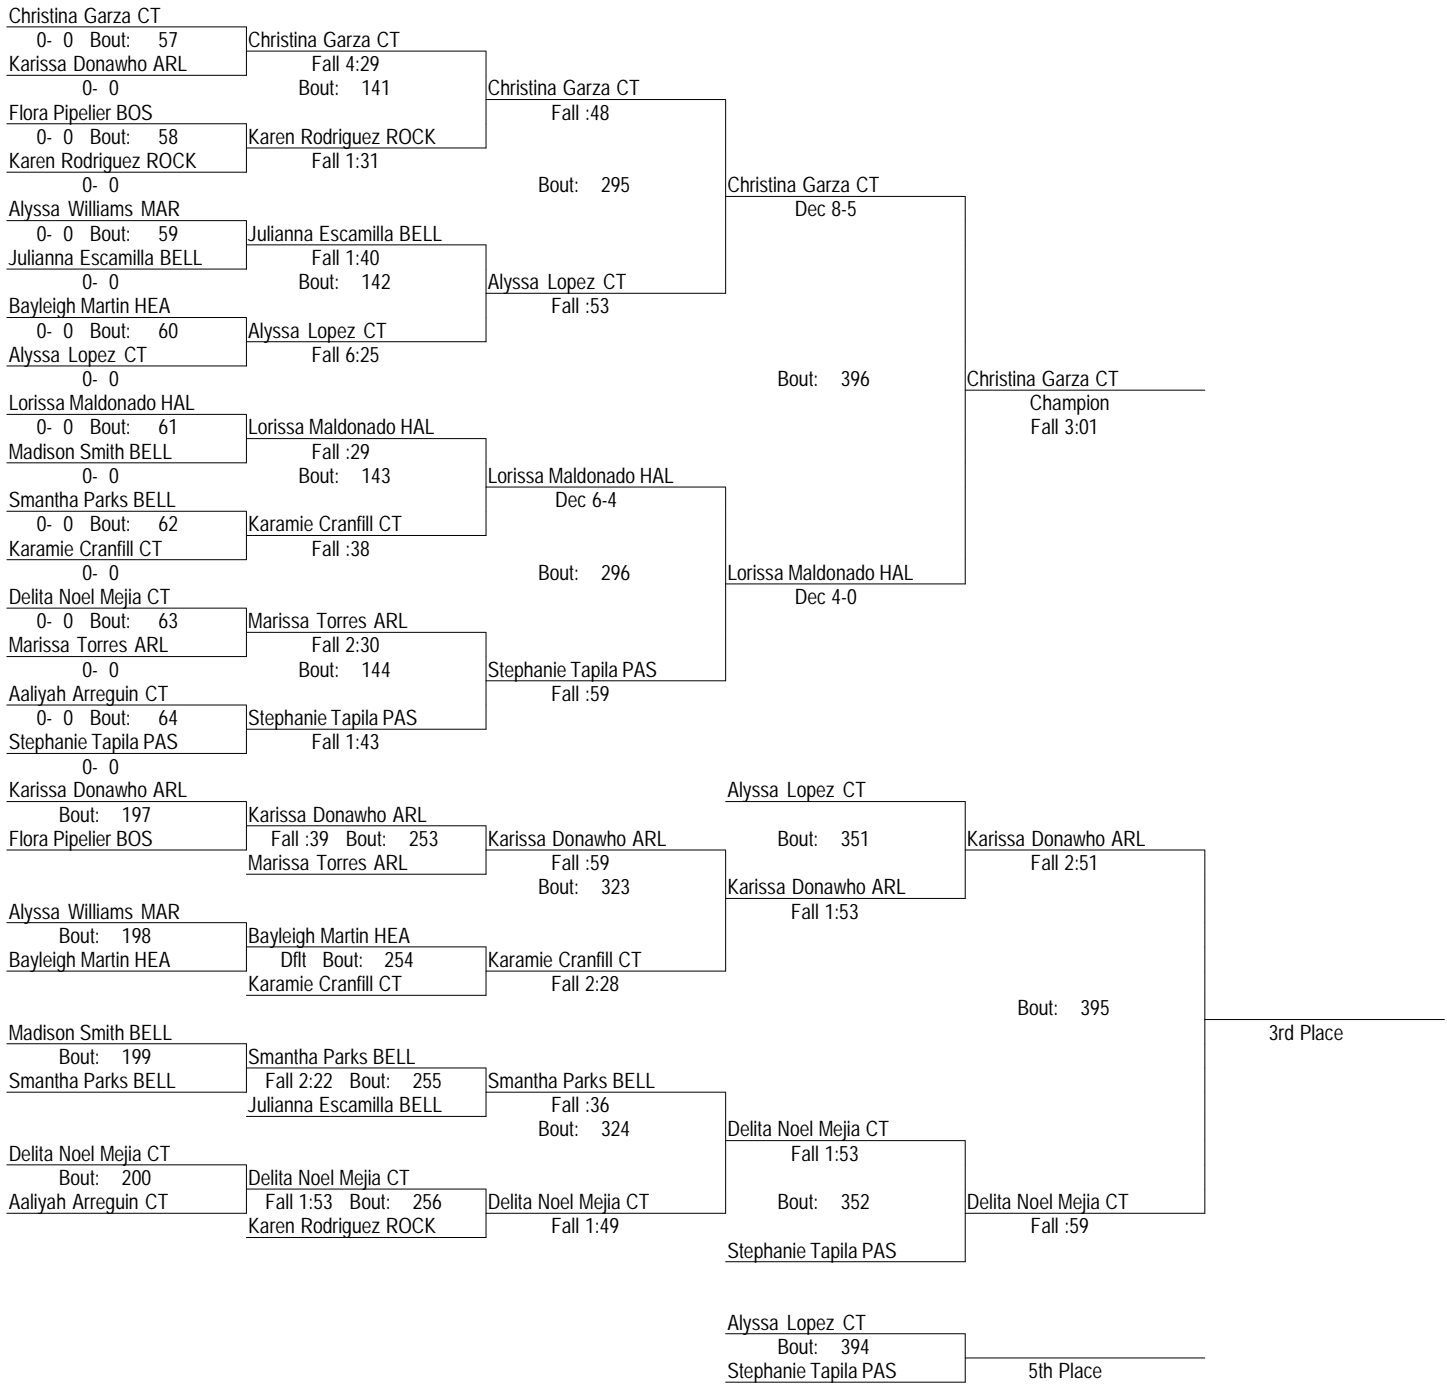 Christina Garza CT
0- 0 Bout: 57
Christina Garza CT
Karissa Donawho ARL
Fall 4:29
0- 0
Bout: 141
Christina Garza CT
Flora Pipelier BOS
Fall :48
0- 0 Bout: 58
Karen Rodriguez ROCK
Karen Rodriguez ROCK
Fall 1:31
0- 0
Bout: 295
Christina Garza CT
Alyssa Williams MAR
Dec 8-5
0- 0 Bout: 59
Julianna Escamilla BELL
Julianna Escamilla BELL
Fall 1:40
0- 0
Bout: 142
Alyssa Lopez CT
Bayleigh Martin HEA
Fall :53
0- 0 Bout: 60
Alyssa Lopez CT
Alyssa Lopez CT
Fall 6:25
0- 0
Bout: 396
Christina Garza CT
Lorissa Maldonado HAL
Champion
0- 0 Bout: 61
Lorissa Maldonado HAL
Fall 3:01
Madison Smith BELL
Fall :29
0- 0
Bout: 143
Lorissa Maldonado HAL
Smantha Parks BELL
Dec 6-4
0- 0 Bout: 62
Karamie Cranfill CT
Karamie Cranfill CT
Fall :38
0- 0
Bout: 296
Lorissa Maldonado HAL
Delita Noel Mejia CT
Dec 4-0
0- 0 Bout: 63
Marissa Torres ARL
Marissa Torres ARL
Fall 2:30
0- 0
Bout: 144
Stephanie Tapila PAS
Aaliyah Arreguin CT
Fall :59
0- 0 Bout: 64
Stephanie Tapila PAS
Stephanie Tapila PAS
Fall 1:43
0- 0
Karissa Donawho ARL
Alyssa Lopez CT
Bout: 197
Karissa Donawho ARL
Flora Pipelier BOS
Fall :39 Bout: 253
Karissa Donawho ARL
Bout: 351
Karissa Donawho ARL
Marissa Torres ARL
Fall :59
Fall 2:51
Bout: 323
Karissa Donawho ARL
Alyssa Williams MAR
Fall 1:53
Bout: 198
Bayleigh Martin HEA
Bayleigh Martin HEA
Dflt Bout: 254
Karamie Cranfill CT
Karamie Cranfill CT
Fall 2:28
Bout: 395
Madison Smith BELL
3rd Place
Bout: 199
Smantha Parks BELL
Smantha Parks BELL
Fall 2:22 Bout: 255
Smantha Parks BELL
Julianna Escamilla BELL
Fall :36
Bout: 324
Delita Noel Mejia CT
Delita Noel Mejia CT
Fall 1:53
Bout: 200
Delita Noel Mejia CT
Aaliyah Arreguin CT
Fall 1:53 Bout: 256
Delita Noel Mejia CT
Bout: 352
Delita Noel Mejia CT
Karen Rodriguez ROCK
Fall 1:49
Fall :59
Stephanie Tapila PAS
Alyssa Lopez CT
Bout: 394
Stephanie Tapila PAS
5th Place